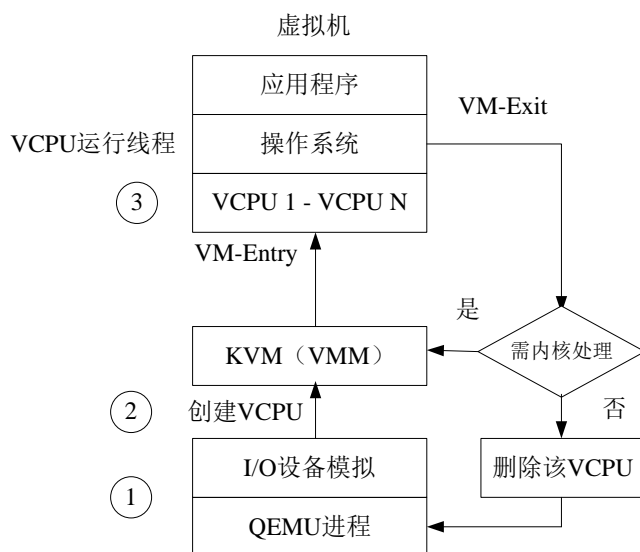 虚拟机
应用程序
VM-Exit
VCPU运行线程
操作系统
3
VCPU 1 - VCPU N
VM-Entry
是
KVM（VMM）
需内核处理
2
创建VCPU
否
I/O设备模拟
删除该VCPU
1
QEMU进程